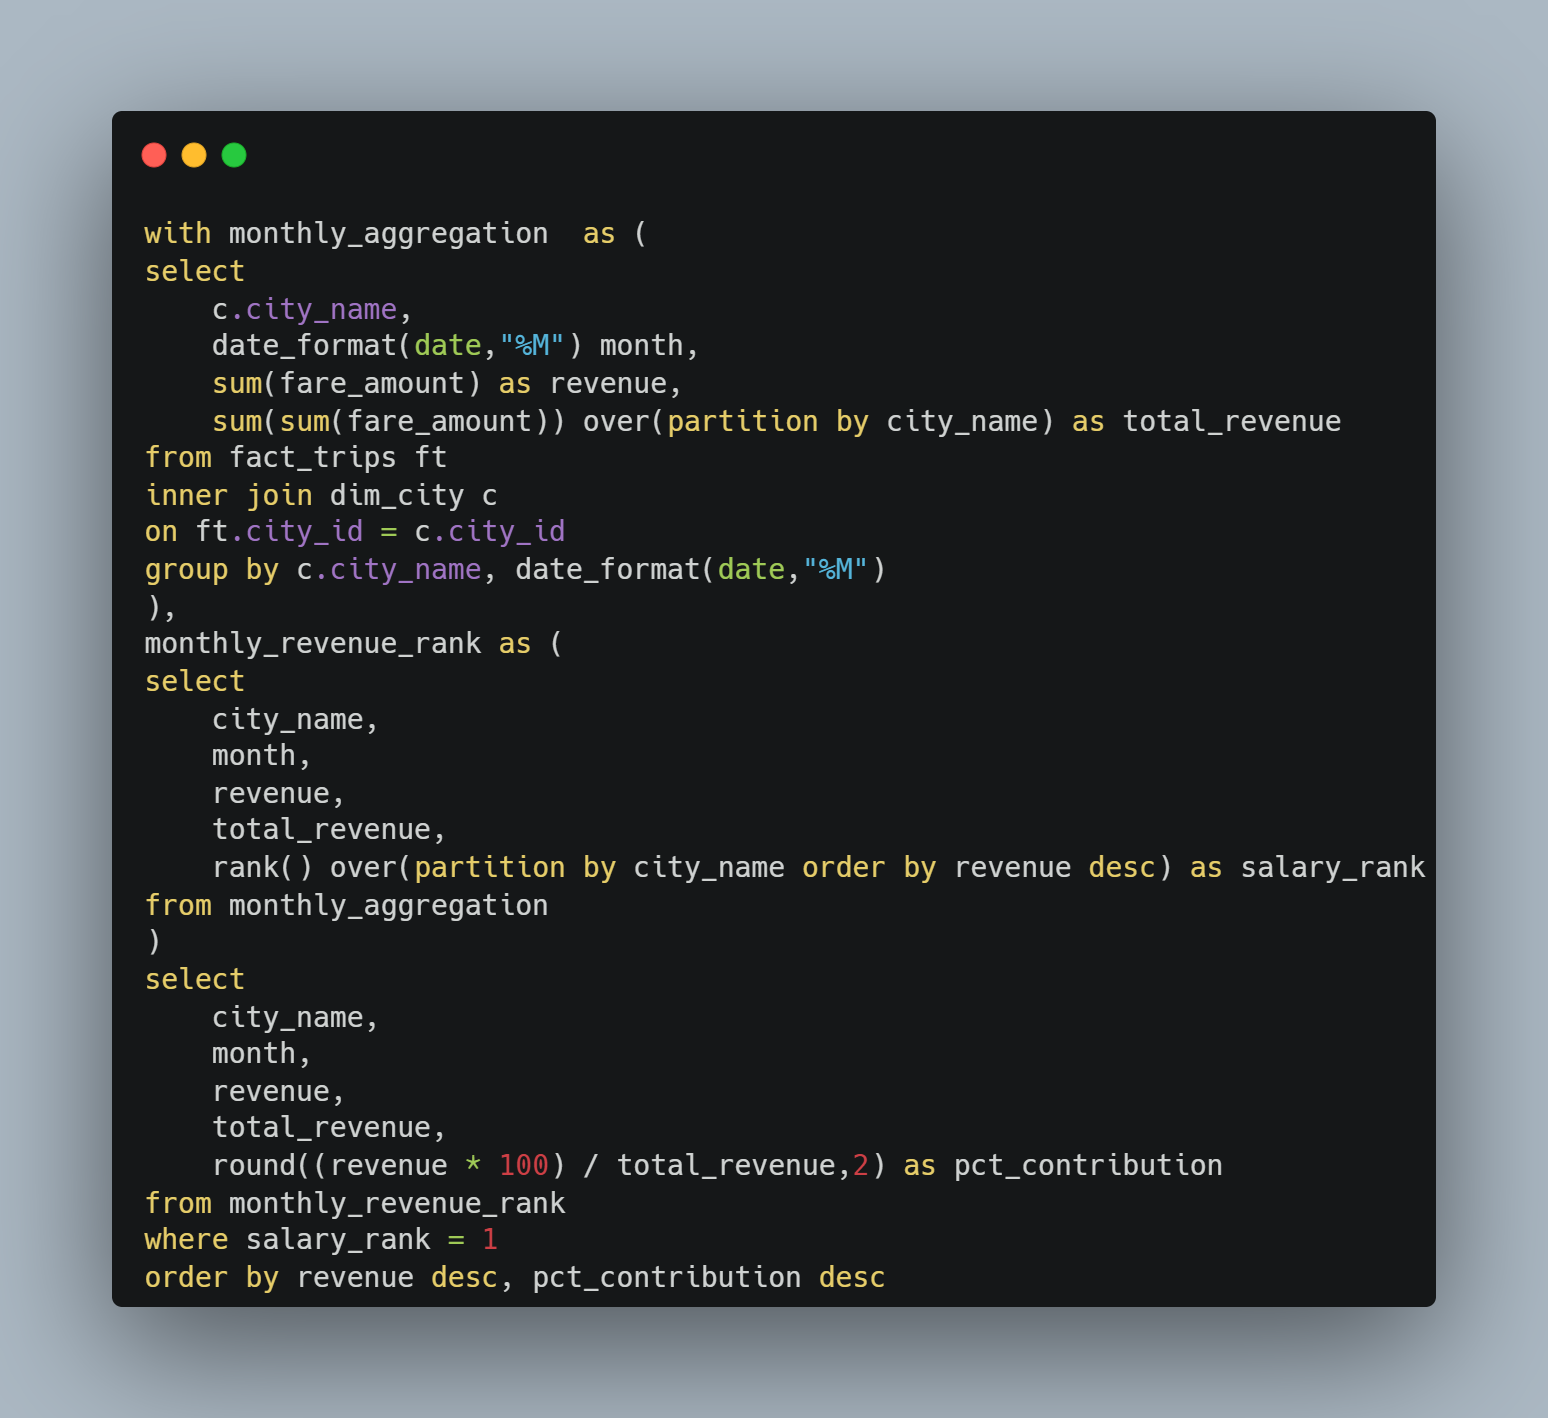 with monthly_aggregation  as (
select
    c.city_name,
    date_format(date,"%M") month,
    sum(fare_amount) as revenue,
    sum(sum(fare_amount)) over(partition by city_name) as total_revenue
from fact_trips ft
inner join dim_city c
on ft.city_id = c.city_id
group by c.city_name, date_format(date,"%M")
),
monthly_revenue_rank as (
select
    city_name,
    month,
    revenue,
    total_revenue,
    rank() over(partition by city_name order by revenue desc) as salary_rank
from monthly_aggregation
)
select
    city_name,
    month,
    revenue,
    total_revenue,
    round((revenue * 100) / total_revenue,2) as pct_contribution
from monthly_revenue_rank
where salary_rank = 1
order by revenue desc, pct_contribution desc